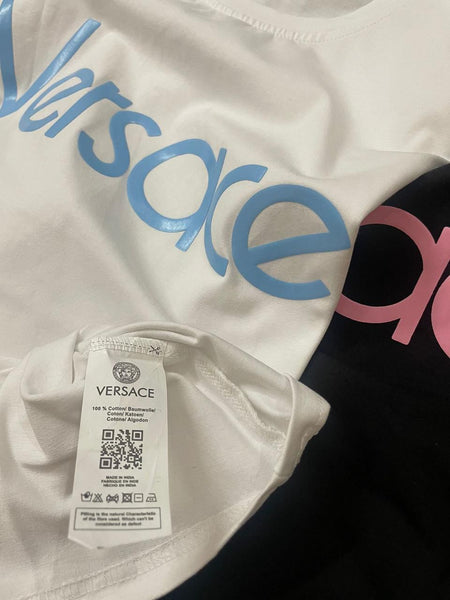 Versace
ac
VERSACE
100 % Cotton/ Baumwolle/
Coton/ Katoen/
Cotone/ Algodon
MADE IN INDIA
FABRIQUE EN INDE
HECHO EN INDIA
Pilling is the natural Characteristic
of the fibre used. Which can't be
considered as defect